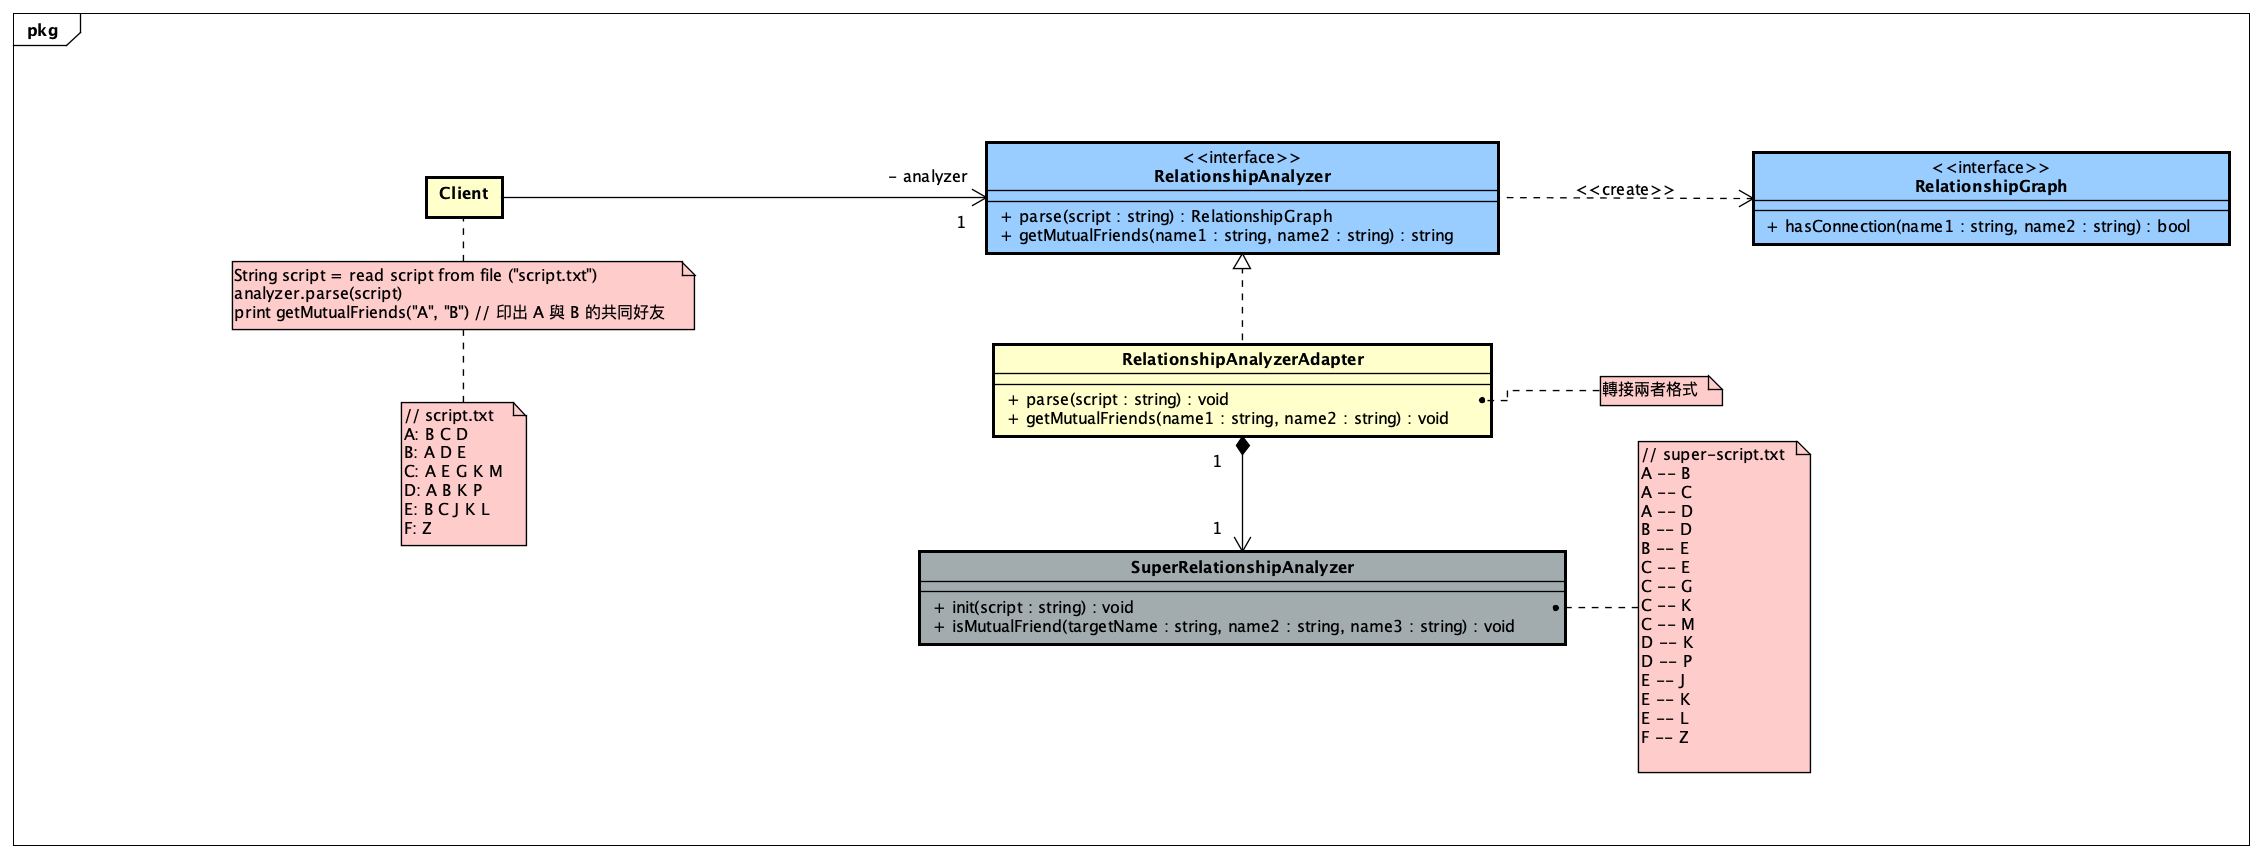 pkg
Client
String script = read script from file ("script.txt")
analyzer.parse(script)
print getMutualFriends("A", "B") // 印出 A 與 B 的共同好友
// script.txt
A: B C D
B: A D E
C: A E G K M
D: A B K P
E: B C J K L
F: Z
- analyzer
1
<<interface>>
RelationshipAnalyzer
+ parse(script : string) : RelationshipGraph
+ getMutualFriends(name1 : string, name2 : string) : string
<<create>>
<<interface>>
RelationshipGraph
+ hasConnection(name1 : string, name2 : string) : bool
RelationshipAnalyzerAdapter
+ parse(script : string) : void
+ getMutualFriends(name1 : string, name2 : string) : void
轉接兩者格式
1
1
SuperRelationshipAnalyzer
+ init(script : string) : void
+ isMutualFriend(targetName : string, name2 : string, name3 : string) : void
// super-script.txt
A -- B
A -- C
A -- D
B -- D
B -- E
C -- E
C -- G
C -- K
C -- M
D -- K
D -- P
E -- J
E -- K
E -- L
F -- Z